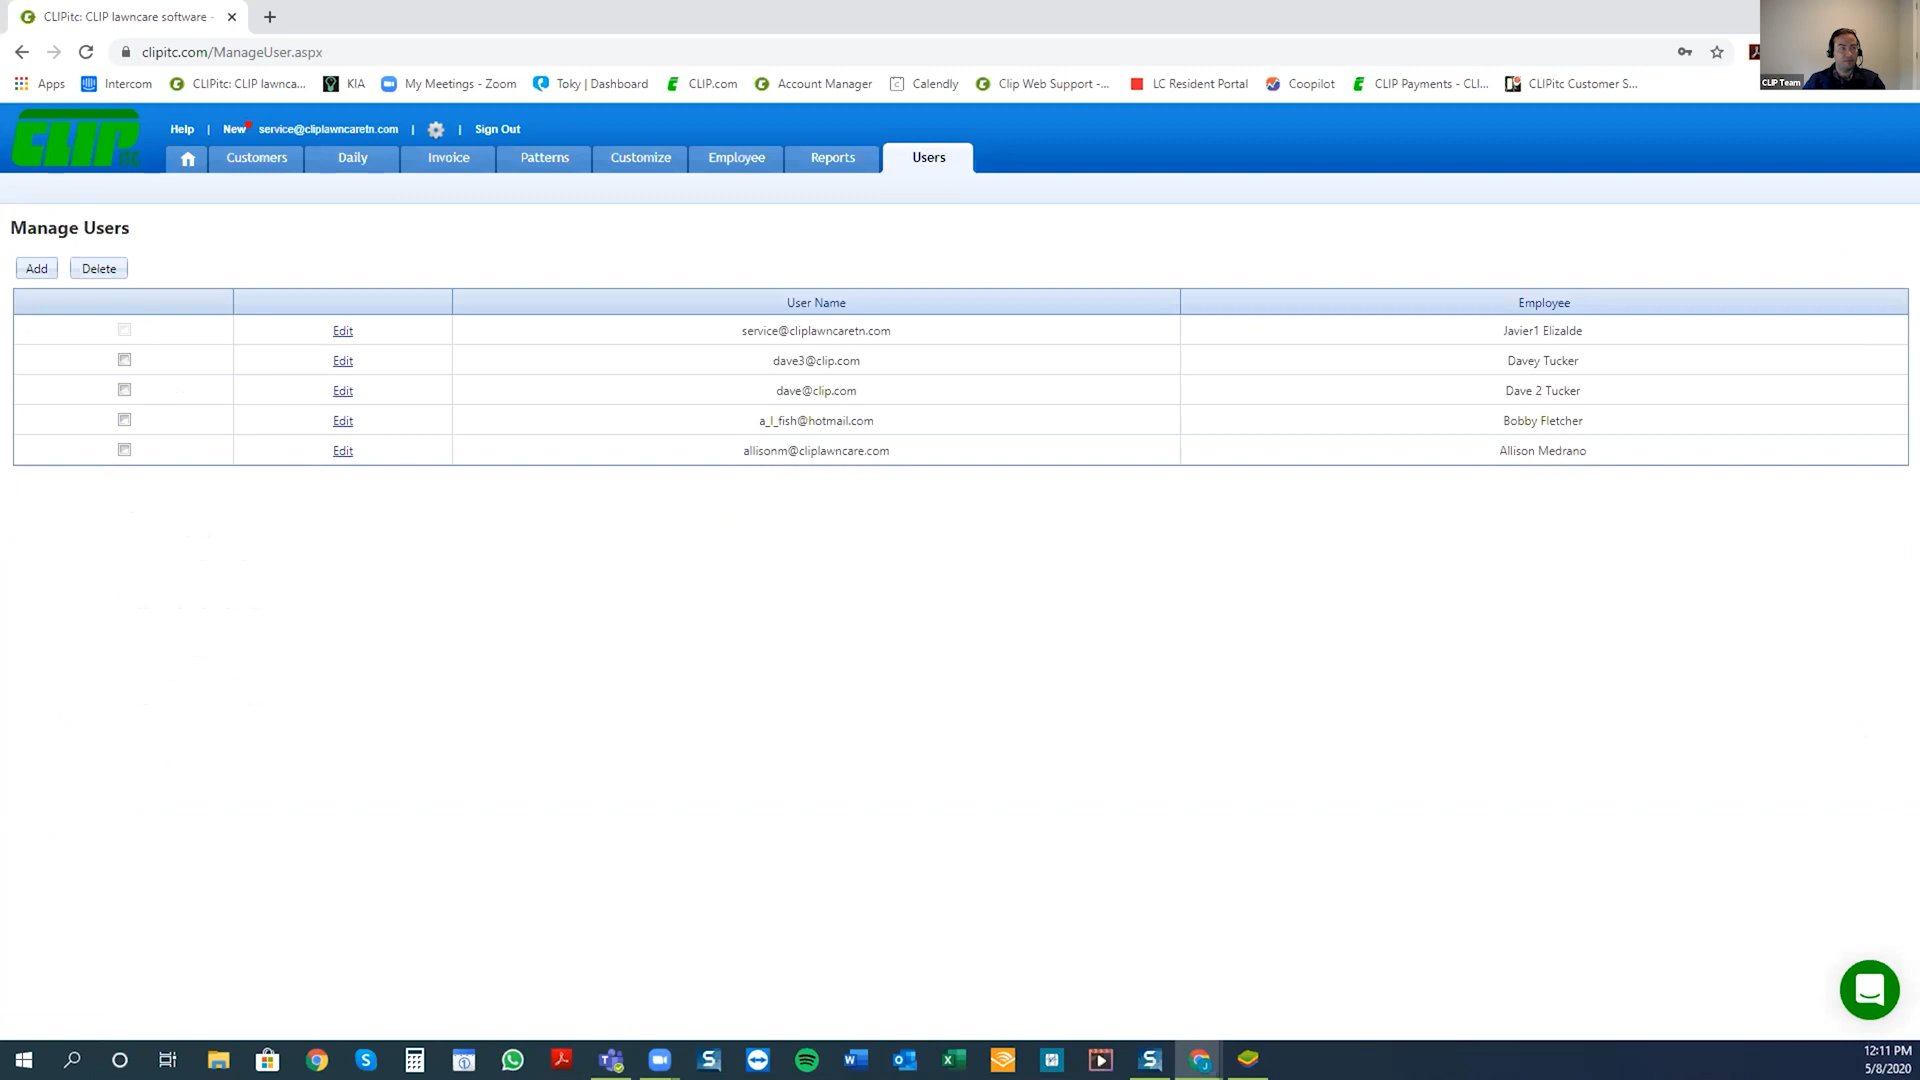 CLIPitc: CLIP lawncare software -
clipitc.com/ManageUser.aspx
Apps Intercom CLIPitc: CLIP lawnca... KIA My Meetings - Zoom Toky | Dashboard CLIP.com Account Manager Calendly Clip Web Support -... LC Resident Portal Coopilot CLIP Payments - CLI... CLIPitc Customer S...
CLIP Team
CLIP ITC
Help | New service@cliplawncaretn.com | | Sign Out
Customers Daily Invoice Patterns Customize Employee Reports Users
Manage Users
Add Delete
User Name Employee
Edit service@cliplawncaretn.com Javier1 Elizalde
Edit dave3@clip.com Davey Tucker
Edit dave@clip.com Dave 2 Tucker
Edit a_l_fish@hotmail.com Bobby Fletcher
Edit allisonm@cliplawncare.com Allison Medrano
12:11 PM
5/8/2020